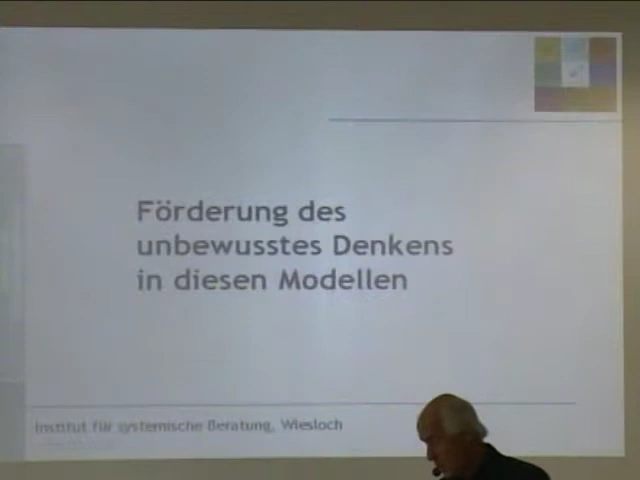 Förderung des
unbewusstes Denkens
in diesen Modellen
Institut für systemische Beratung, Wiesloch